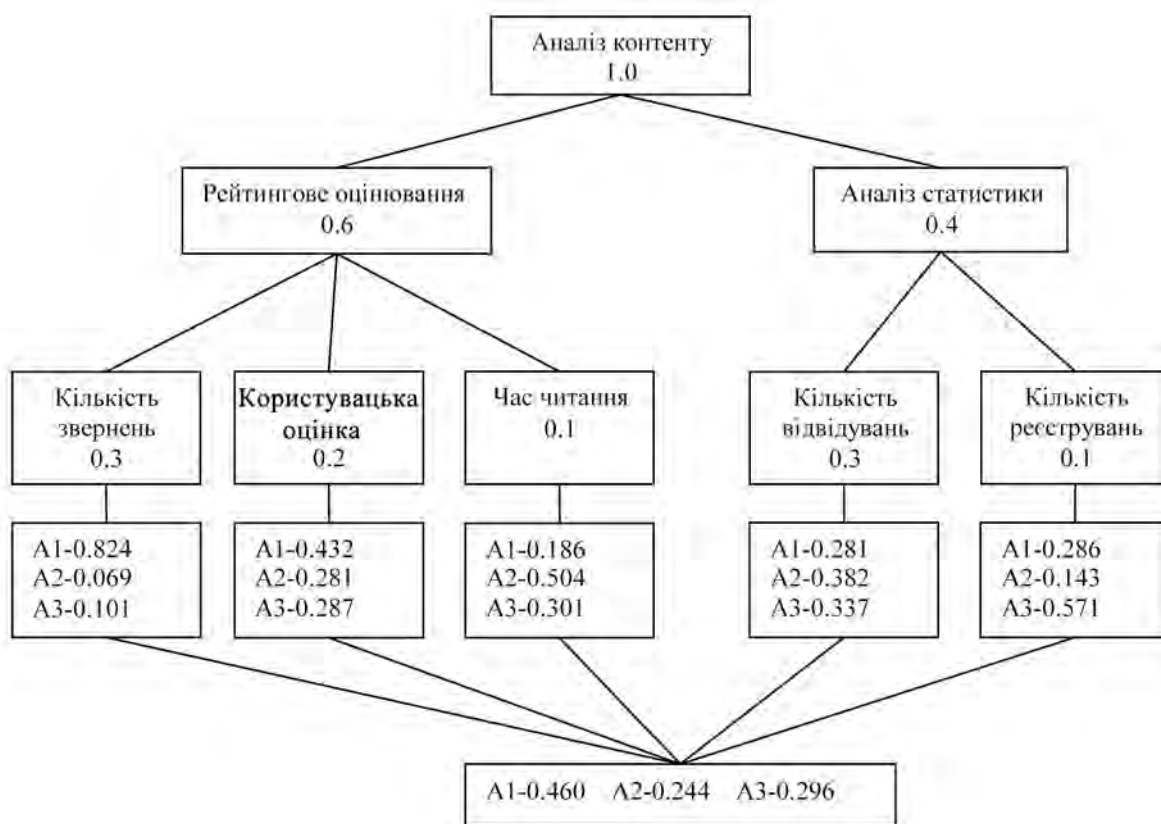 Аналіз контенту
1.0
Рейтингове оцінювання
0.6
Аналіз статистики
0.4
Кількість
звернень
0.3
Користувацька
оцінка
0.2
Час читання
0.1
Кількість
відвідувань
0.3
Кількість
реєструвань
0.1
А1-0.824
А2-0.069
А3-0.101
А1-0.432
А2-0.281
А3-0.287
А1-0.186
А2-0.504
А3-0.301
А1-0.281
А2-0.382
А3-0.337
А1-0.286
А2-0.143
А3-0.571
А1-0.460 А2-0.244 А3-0.296